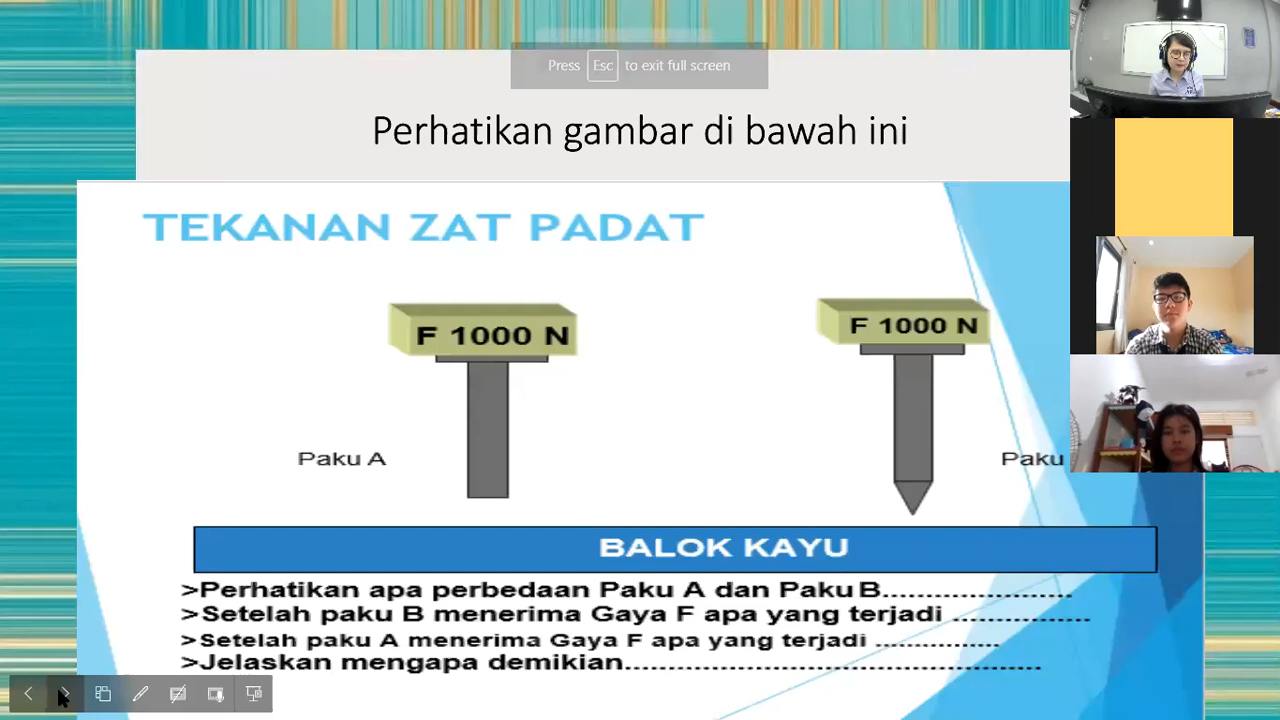 Press Esc to exit full screen
Perhatikan gambar di bawah ini
TEKANAN ZAT PADAT
F 1000 N
F 1000 N
Paku A
Paku
BALOK KAYU
>Perhatikan apa perbedaan Paku A dan Paku B......................
>Setelah paku B menerima Gaya F apa yang terjadi ................
>Setelah paku A menerima Gaya F apa yang terjadi ...............
>Jelaskan mengapa demikian..................................................